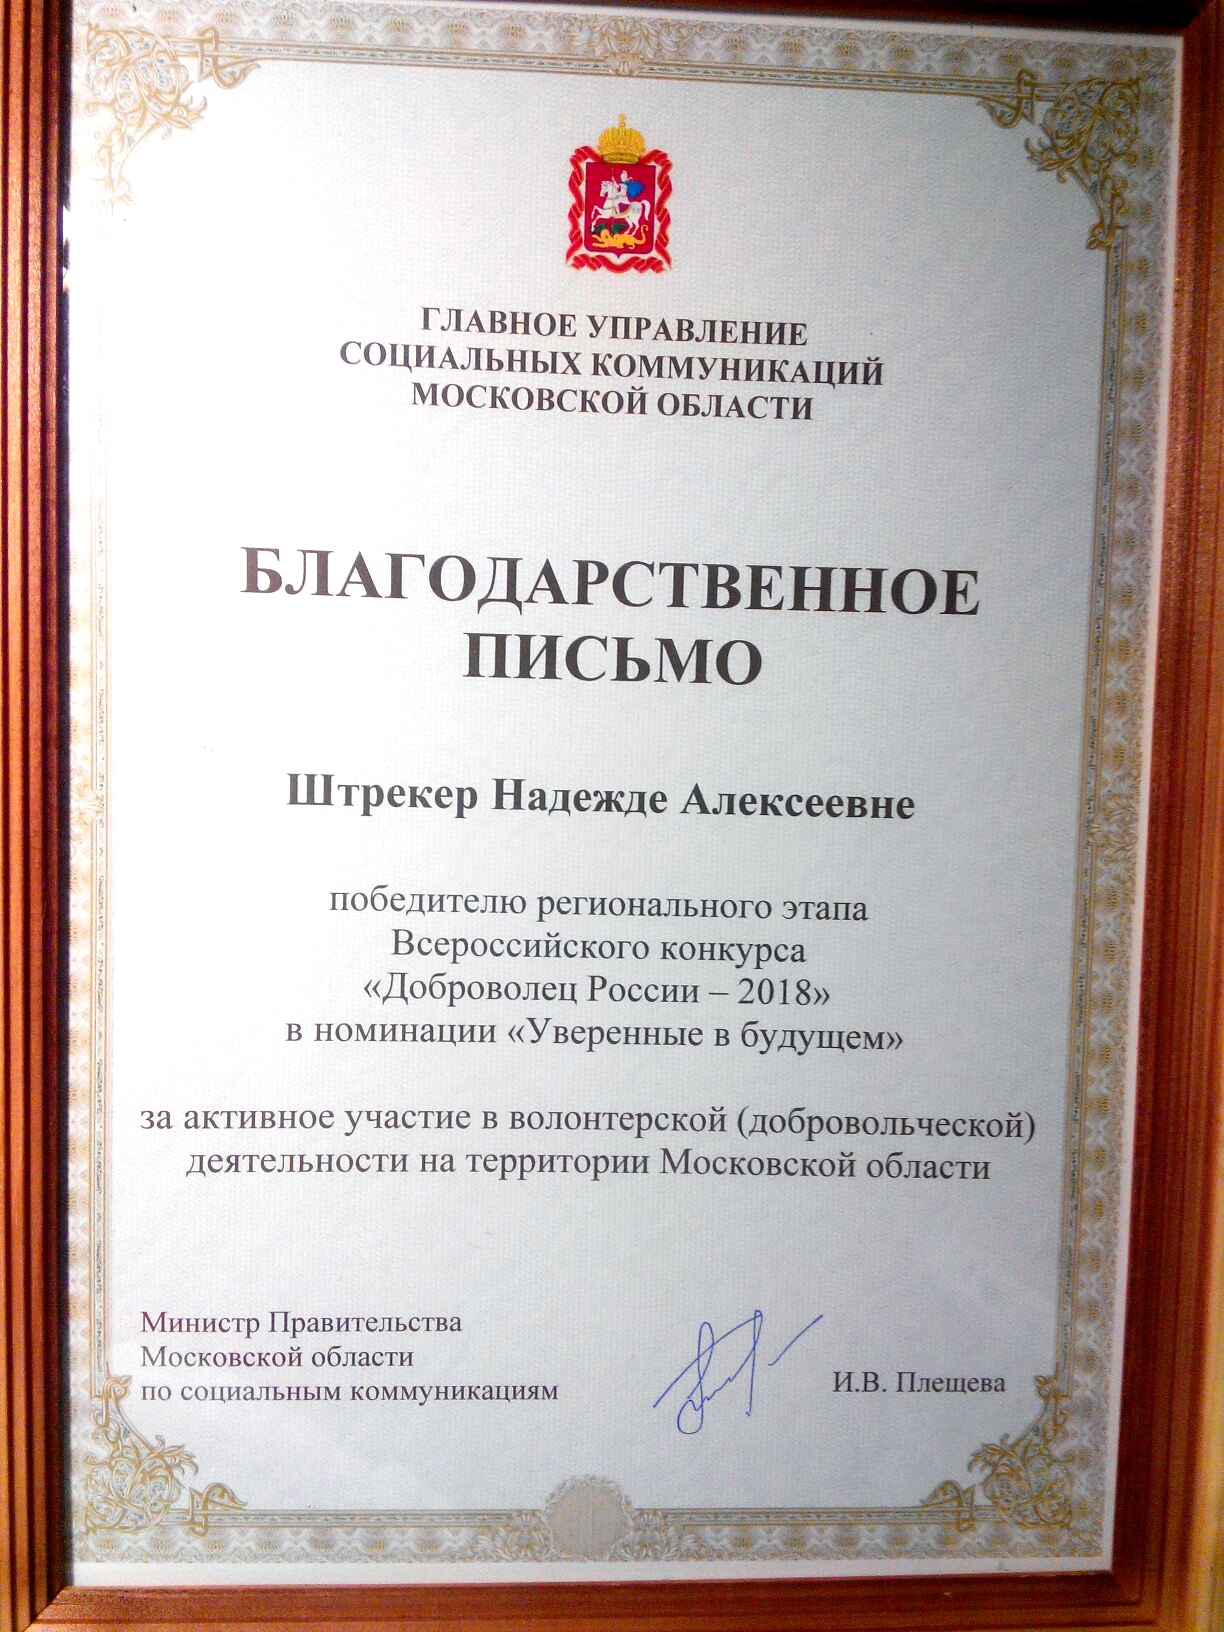 ГЛАВНОЕ УПРАВЛЕНИЕ
СОЦИАЛЬНЫХ КОММУНИКАЦИЙ
МОСКОВСКОЙ ОБЛАСТИ
БЛАГОДАРСТВЕННОЕ
ПИСЬМО
Штрекер Надежде Алексеевне
победителю регионального этапа
Всероссийского конкурса
«Доброволец России – 2018»
в номинации «Уверенные в будущем»
за активное участие в волонтерской (добровольческой)
деятельности на территории Московской области
Министр Правительства
Московской области
по социальным коммуникациям
И.В. Плещева